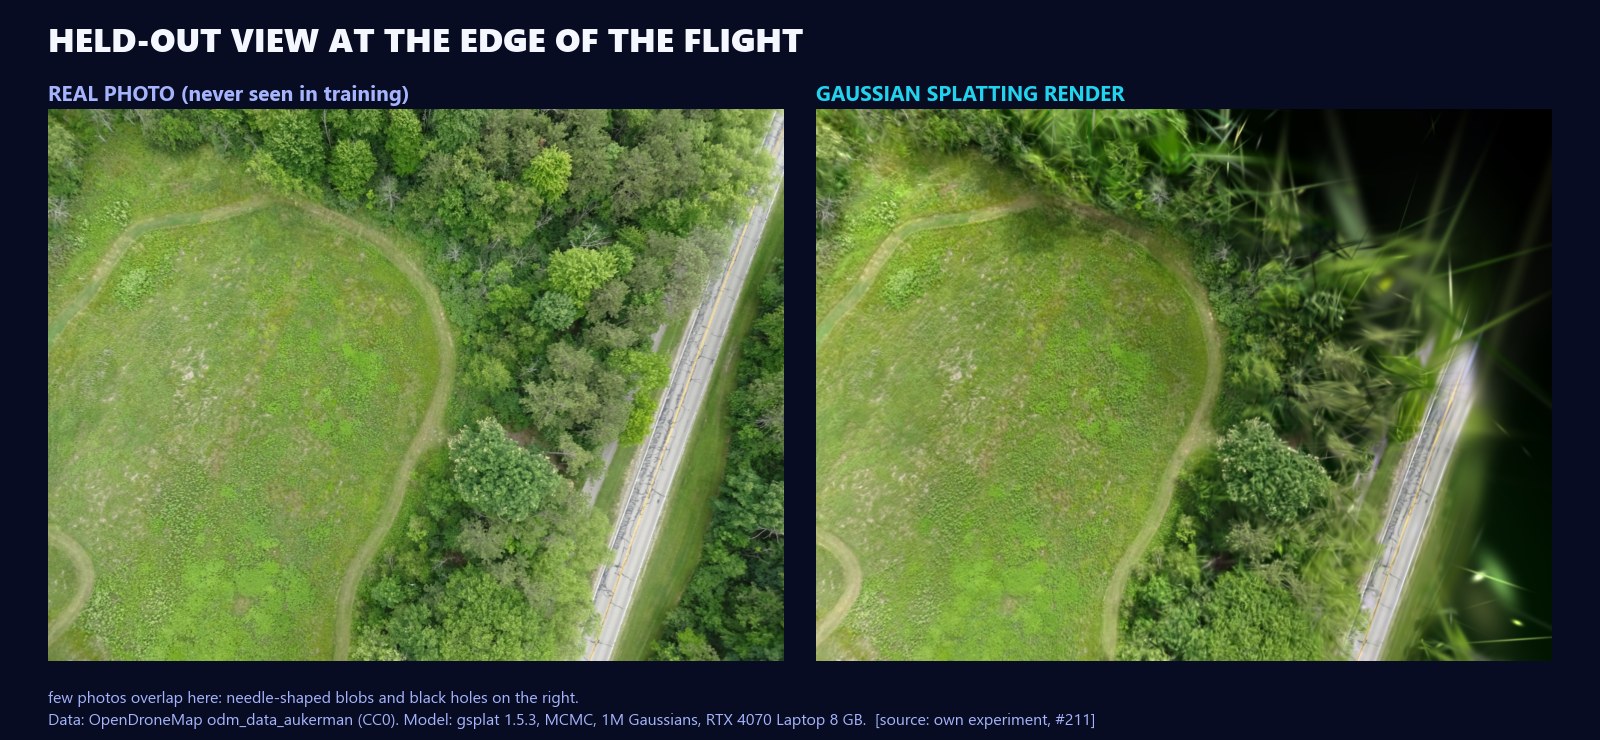 HELD-OUT VIEW AT THE EDGE OF THE FLIGHT
REAL PHOTO (never seen in training)
GAUSSIAN SPLATTING RENDER
few photos overlap here: needle-shaped blobs and black holes on the right.
Data: OpenDroneMap odm_data_aukerman (CC0). Model: gsplat 1.5.3, MCMC, 1M Gaussians, RTX 4070 Laptop 8 GB.  [source: own experiment, #211]